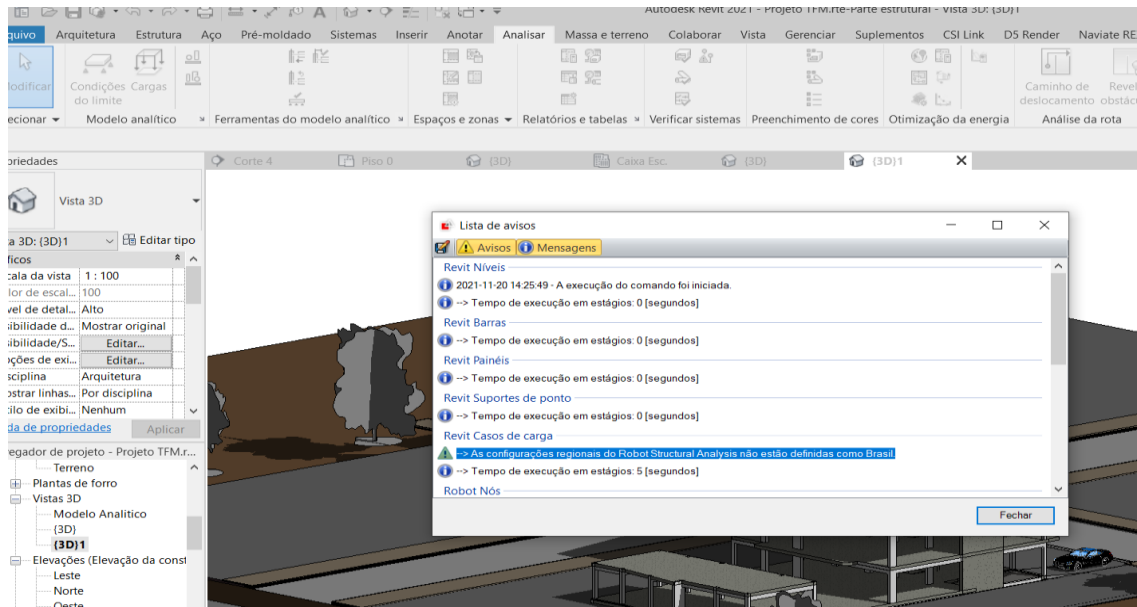 Autodesk Revit 2021 - Projeto TFM.rte-Parte estrutural - Vista 3D: {3D}1
quivo Arquitetura Estrutura Aço Pré-moldado Sistemas Inserir Anotar Analisar Massa e terreno Colaborar Vista Gerenciar Suplementos CSI Link D5 Render Naviate RE
odificar Condições do limite Cargas Caminho de deslocamento Revel obstácu
ecionar Modelo analítico Ferramentas do modelo analítico Espaços e zonas Relatórios e tabelas Verificar sistemas Preenchimento de cores Otimização da energia Análise da rota
priedades
Corte 4 Piso 0 {3D} Caixa Esc. {3D} {3D}1
Vista 3D
a 3D: {3D}1 Editar tipo
ficos
cala da vista 1 : 100
lor de escal... 100
vel de detal... Alto
sibilidade d... Mostrar original
sibilidade/S... Editar...
ções de exi... Editar...
sciplina Arquitetura
ostrar linhas... Por disciplina
tilo de exibi... Nenhum
da de propriedades Aplicar
egador de projeto - Projeto TFM.r...
Terreno
Plantas de forro
Vistas 3D
Modelo Analitico
{3D}
{3D}1
Elevações (Elevação da const
Leste
Norte
Oeste
Lista de avisos
Avisos Mensagens
Revit Níveis
2021-11-20 14:25:49 - A execução do comando foi iniciada.
--> Tempo de execução em estágios: 0 [segundos]
Revit Barras
--> Tempo de execução em estágios: 0 [segundos]
Revit Painéis
--> Tempo de execução em estágios: 0 [segundos]
Revit Suportes de ponto
--> Tempo de execução em estágios: 0 [segundos]
Revit Casos de carga
--> As configurações regionais do Robot Structural Analysis não estão definidas como Brasil.
--> Tempo de execução em estágios: 5 [segundos]
Robot Nós
Fechar